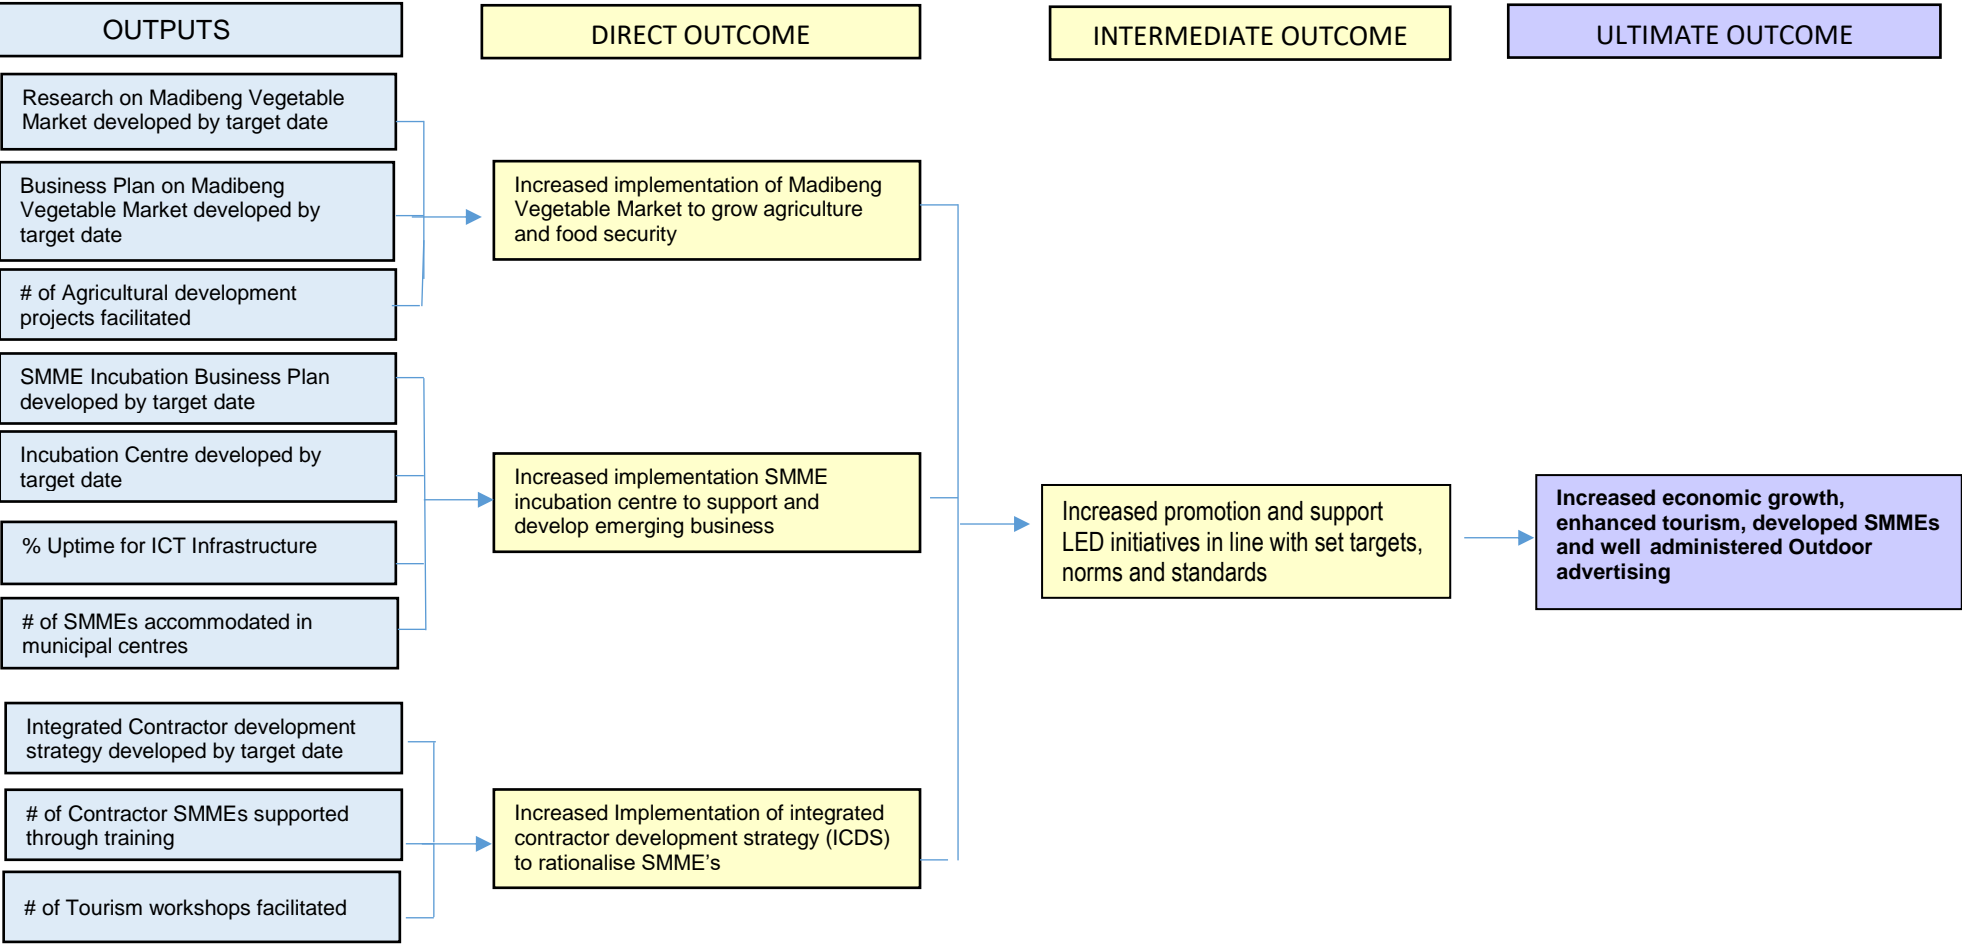 OUTPUTS
DIRECT OUTCOME
INTERMEDIATE OUTCOME
ULTIMATE OUTCOME
Research on Madibeng Vegetable
Market developed by target date
Business Plan on Madibeng
Vegetable Market developed by
target date
# of Agricultural development
projects facilitated
SMME Incubation Business Plan
developed by target date
Incubation Centre developed by
target date
% Uptime for ICT Infrastructure
# of SMMEs accommodated in
municipal centres
Integrated Contractor development
strategy developed by target date
# of Contractor SMMEs supported
through training
# of Tourism workshops facilitated
Increased implementation of Madibeng
Vegetable Market to grow agriculture
and food security
Increased implementation SMME
incubation centre to support and
develop emerging business
Increased Implementation of integrated
contractor development strategy (ICDS)
to rationalise SMME’s
Increased promotion and support
LED initiatives in line with set targets,
norms and standards
Increased economic growth,
enhanced tourism, developed SMMEs
and well administered Outdoor
advertising